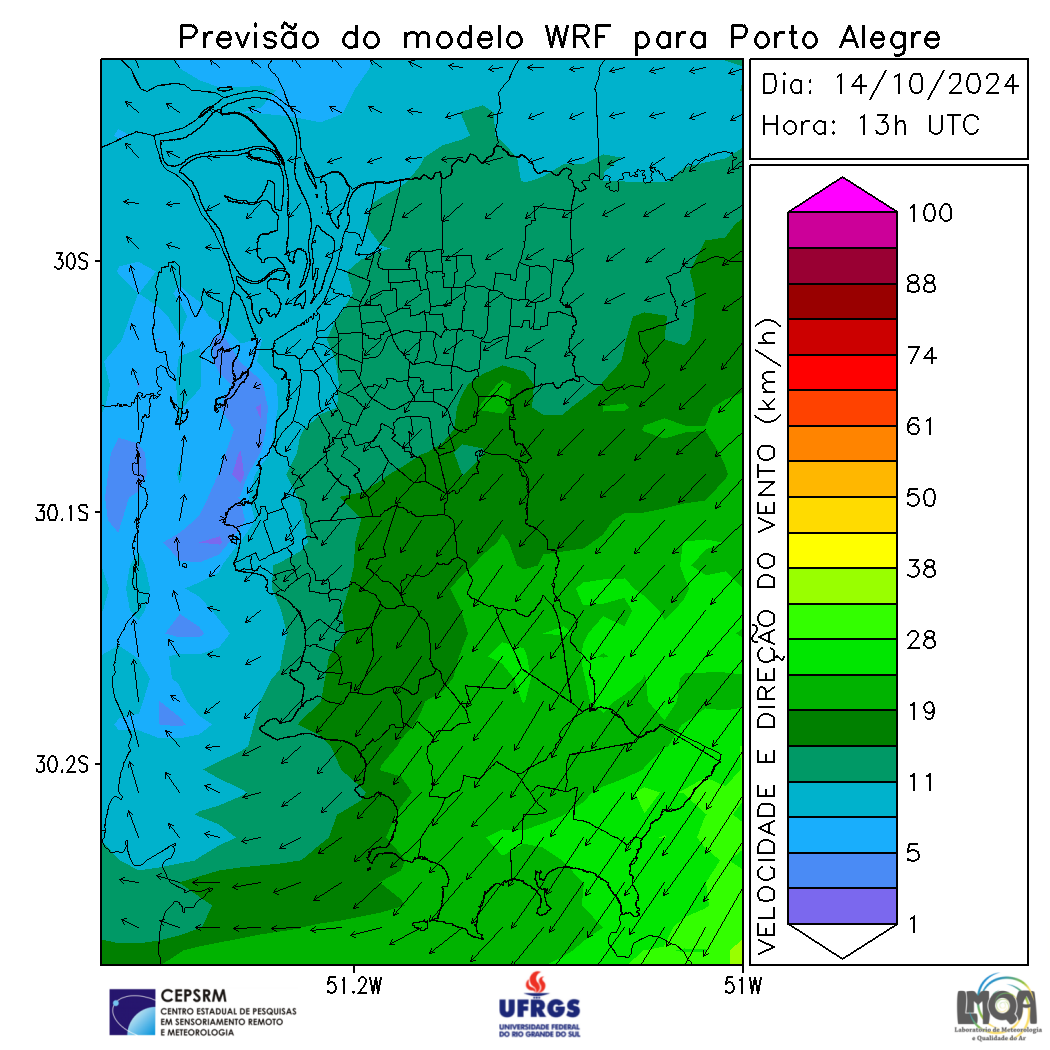 Previsão do modelo WRF para Porto Alegre
Dia: 14/10/2024
Hora: 13h UTC
30S
30.1S
30.2S
51.2W
51W
VELOCIDADE E DIREÇÃO DO VENTO (km/h)
100
88
74
61
50
38
28
19
11
5
1
CEPSRM
CENTRO ESTADUAL DE PESQUISAS
EM SENSORIAMENTO REMOTO
E METEOROLOGIA
UFRGS
UNIVERSIDADE FEDERAL
DO RIO GRANDE DO SUL
LMQA
Laboratório de Meteorologia
e Qualidade do Ar